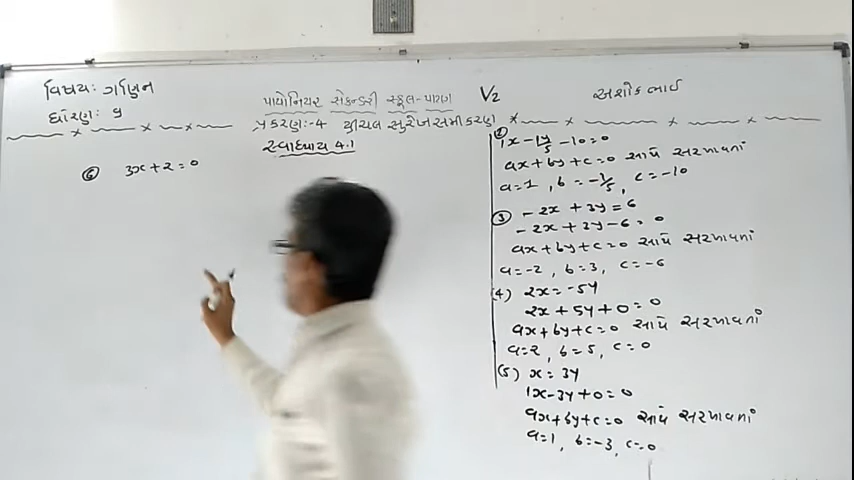 વિષય: ગણિત
ધોરણ: ૯
પાયોનિયર સેકન્ડરી સ્કૂલ-પારાગ V2
અશોકભાઈ
પ્રકરણ:-4 દ્વિચલ સુરેખ સમીકરણ
સ્વાધ્યાય 4.1
⑥ 3x + 2 = 0
② 1x - 1y/5 - 10 = 0
ax + by + c = 0 સાથે સરખાવતાં
a = 1, b = -1/5, c = -10
③ -2x + 3y = 6
-2x + 3y - 6 = 0
ax + by + c = 0 સાથે સરખાવતાં
a = -2, b = 3, c = -6
(4) 2x = -5y
2x + 5y + 0 = 0
ax + by + c = 0 સાથે સરખાવતાં
a = 2, b = 5, c = 0
(5) x = 3y
1x - 3y + 0 = 0
ax + by + c = 0 સાથે સરખાવતાં
a = 1, b = -3, c = 0